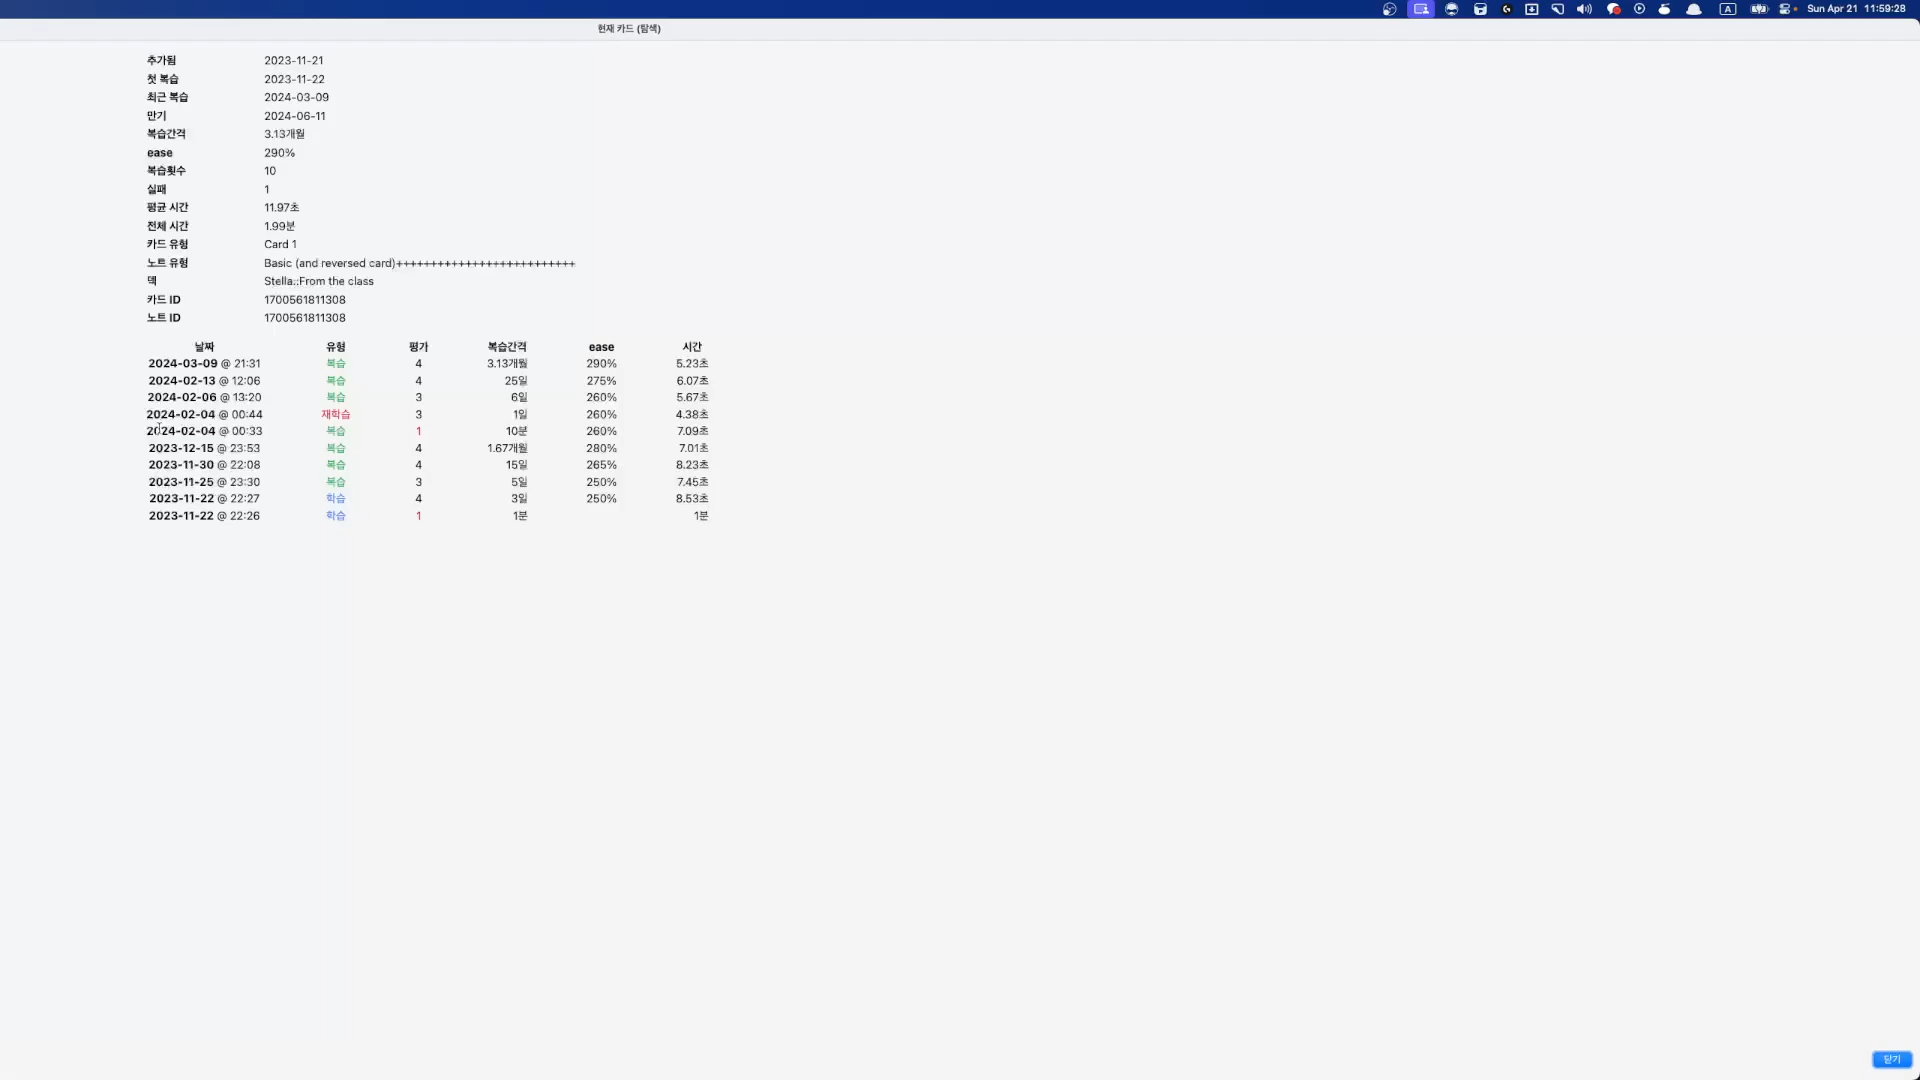 Sun Apr 21 11:59:28
현재 카드 (탐색)
추가됨 2023-11-21
첫 복습 2023-11-22
최근 복습 2024-03-09
만기 2024-06-11
복습간격 3.13개월
ease 290%
복습횟수 10
실패 1
평균 시간 11.97초
전체 시간 1.99분
카드 유형 Card 1
노트 유형 Basic (and reversed card)++++++++++++++++++++++++++
덱 Stella::From the class
카드 ID 1700561811308
노트 ID 1700561811308
날짜 유형 평가 복습간격 ease 시간
2024-03-09 @ 21:31 복습 4 3.13개월 290% 5.23초
2024-02-13 @ 12:06 복습 4 25일 275% 6.07초
2024-02-06 @ 13:20 복습 3 6일 260% 5.67초
2024-02-04 @ 00:44 재학습 3 1일 260% 4.38초
2024-02-04 @ 00:33 복습 1 10분 260% 7.09초
2023-12-15 @ 23:53 복습 4 1.67개월 280% 7.01초
2023-11-30 @ 22:08 복습 4 15일 265% 8.23초
2023-11-25 @ 23:30 복습 3 5일 250% 7.45초
2023-11-22 @ 22:27 학습 4 3일 250% 8.53초
2023-11-22 @ 22:26 학습 1 1분 1분
닫기